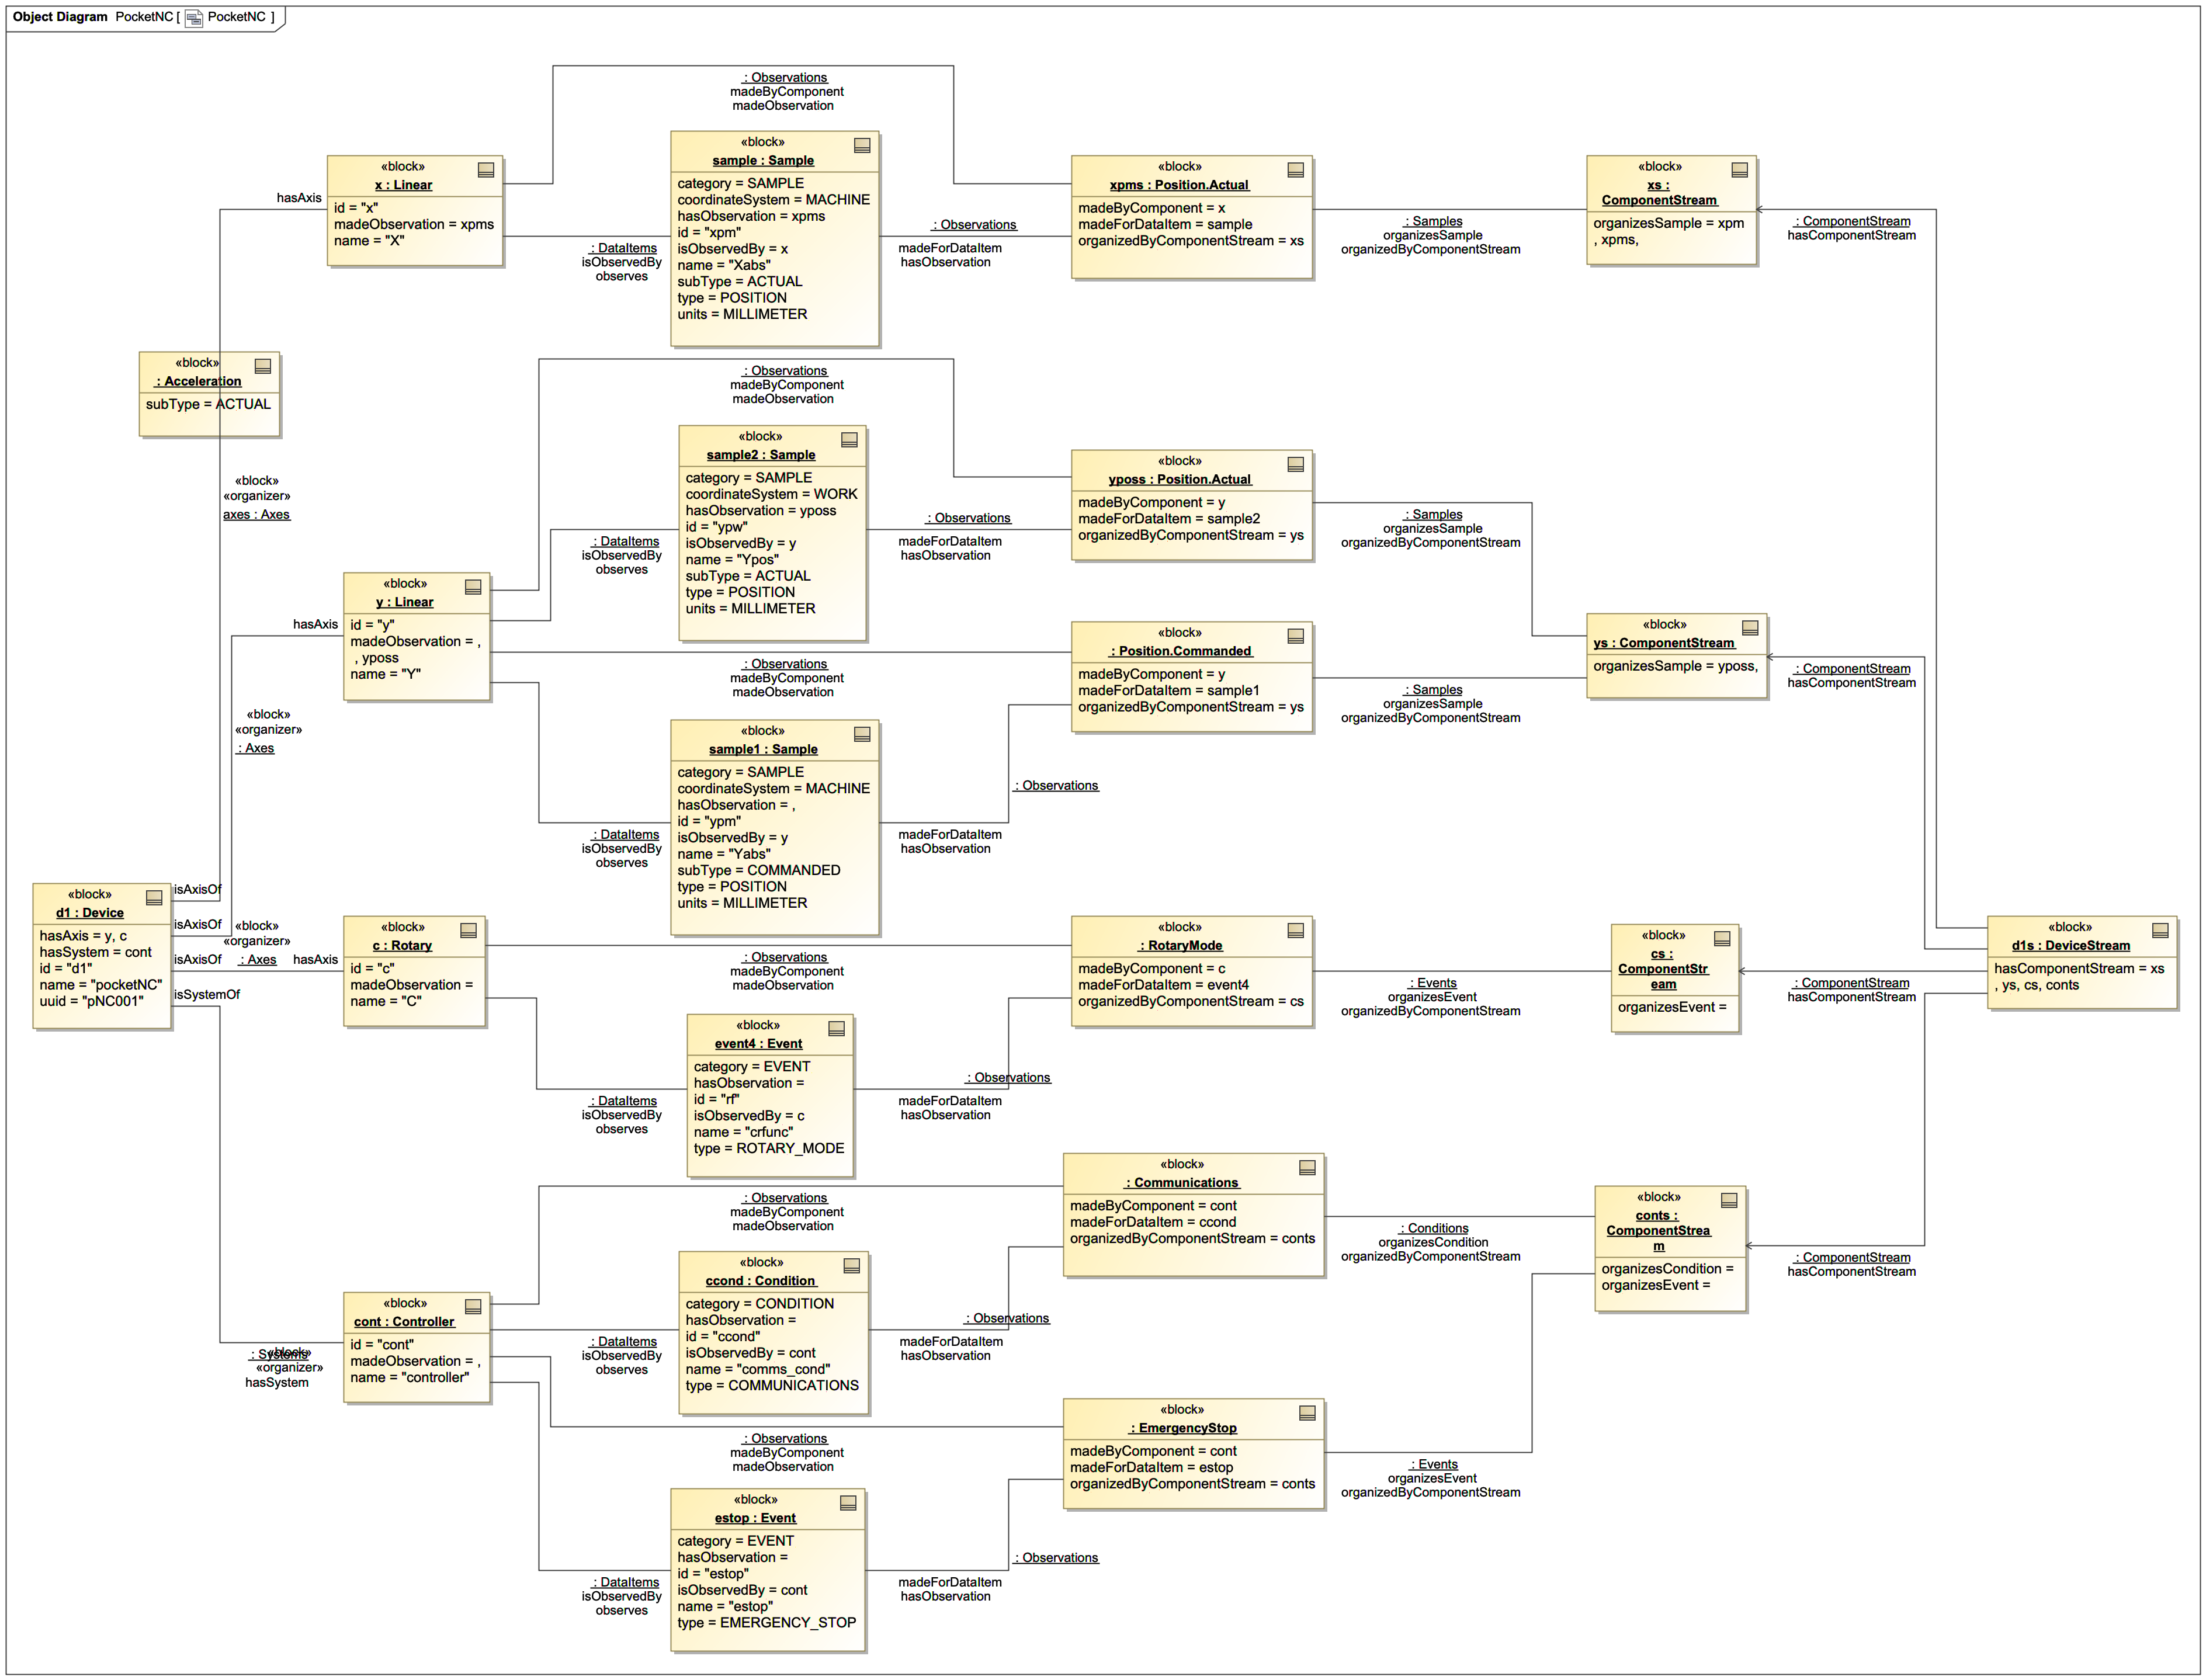 Object Diagram PocketNC [ PocketNC ]
: Observations
madeByComponent
madeObservation
«block»
x : Linear
id = "x"
madeObservation = xpms
name = "X"
hasAxis
«block»
sample : Sample
category = SAMPLE
coordinateSystem = MACHINE
hasObservation = xpms
id = "xpm"
isObservedBy = x
name = "Xabs"
subType = ACTUAL
type = POSITION
units = MILLIMETER
: DataItems
isObservedBy
observes
: Observations
madeForDataItem
hasObservation
«block»
xpms : Position.Actual
madeByComponent = x
madeForDataItem = sample
organizedByComponentStream = xs
: Samples
organizesSample
organizedByComponentStream
«block»
xs :
ComponentStream
organizesSample = xpm
, xpms,
: ComponentStream
hasComponentStream
«block»
: Acceleration
subType = ACTUAL
«block»
«organizer»
axes : Axes
: Observations
madeByComponent
madeObservation
«block»
sample2 : Sample
category = SAMPLE
coordinateSystem = WORK
hasObservation = yposs
id = "ypw"
isObservedBy = y
name = "Ypos"
subType = ACTUAL
type = POSITION
units = MILLIMETER
: DataItems
isObservedBy
observes
: Observations
madeForDataItem
hasObservation
«block»
yposs : Position.Actual
madeByComponent = y
madeForDataItem = sample2
organizedByComponentStream = ys
: Samples
organizesSample
organizedByComponentStream
«block»
y : Linear
id = "y"
madeObservation = ,
, yposs
name = "Y"
hasAxis
«block»
: Position.Commanded
madeByComponent = y
madeForDataItem = sample1
organizedByComponentStream = ys
: Observations
madeByComponent
madeObservation
: Samples
organizesSample
organizedByComponentStream
«block»
ys : ComponentStream
organizesSample = yposs,
: ComponentStream
hasComponentStream
«block»
«organizer»
: Axes
«block»
sample1 : Sample
category = SAMPLE
coordinateSystem = MACHINE
hasObservation = ,
id = "ypm"
isObservedBy = y
name = "Yabs"
subType = COMMANDED
type = POSITION
units = MILLIMETER
: DataItems
isObservedBy
observes
: Observations
madeForDataItem
hasObservation
«block»
d1 : Device
hasAxis = y, c
hasSystem = cont
id = "d1"
name = "pocketNC"
uuid = "pNC001"
isAxisOf
isAxisOf
isAxisOf
isSystemOf
«block»
«organizer»
: Axes
hasAxis
«block»
c : Rotary
id = "c"
madeObservation =
name = "C"
: Observations
madeByComponent
madeObservation
«block»
: RotaryMode
madeByComponent = c
madeForDataItem = event4
organizedByComponentStream = cs
: Events
organizesEvent
organizedByComponentStream
«block»
cs :
ComponentStr
eam
organizesEvent =
: ComponentStream
hasComponentStream
«block»
d1s : DeviceStream
hasComponentStream = xs
, ys, cs, conts
«block»
event4 : Event
category = EVENT
hasObservation =
id = "rf"
isObservedBy = c
name = "crfunc"
type = ROTARY_MODE
: DataItems
isObservedBy
observes
: Observations
madeForDataItem
hasObservation
: Observations
madeByComponent
madeObservation
«block»
: Communications
madeByComponent = cont
madeForDataItem = ccond
organizedByComponentStream = conts
: Conditions
organizesCondition
organizedByComponentStream
«block»
conts :
ComponentStrea
m
organizesCondition =
organizesEvent =
: ComponentStream
hasComponentStream
«block»
ccond : Condition
category = CONDITION
hasObservation =
id = "ccond"
isObservedBy = cont
name = "comms_cond"
type = COMMUNICATIONS
: DataItems
isObservedBy
observes
: Observations
madeForDataItem
hasObservation
«block»
cont : Controller
id = "cont"
madeObservation = ,
name = "controller"
: Systems
«block»
«organizer»
hasSystem
: Observations
madeByComponent
madeObservation
«block»
: EmergencyStop
madeByComponent = cont
madeForDataItem = estop
organizedByComponentStream = conts
: Events
organizesEvent
organizedByComponentStream
«block»
estop : Event
category = EVENT
hasObservation =
id = "estop"
isObservedBy = cont
name = "estop"
type = EMERGENCY_STOP
: DataItems
isObservedBy
observes
: Observations
madeForDataItem
hasObservation